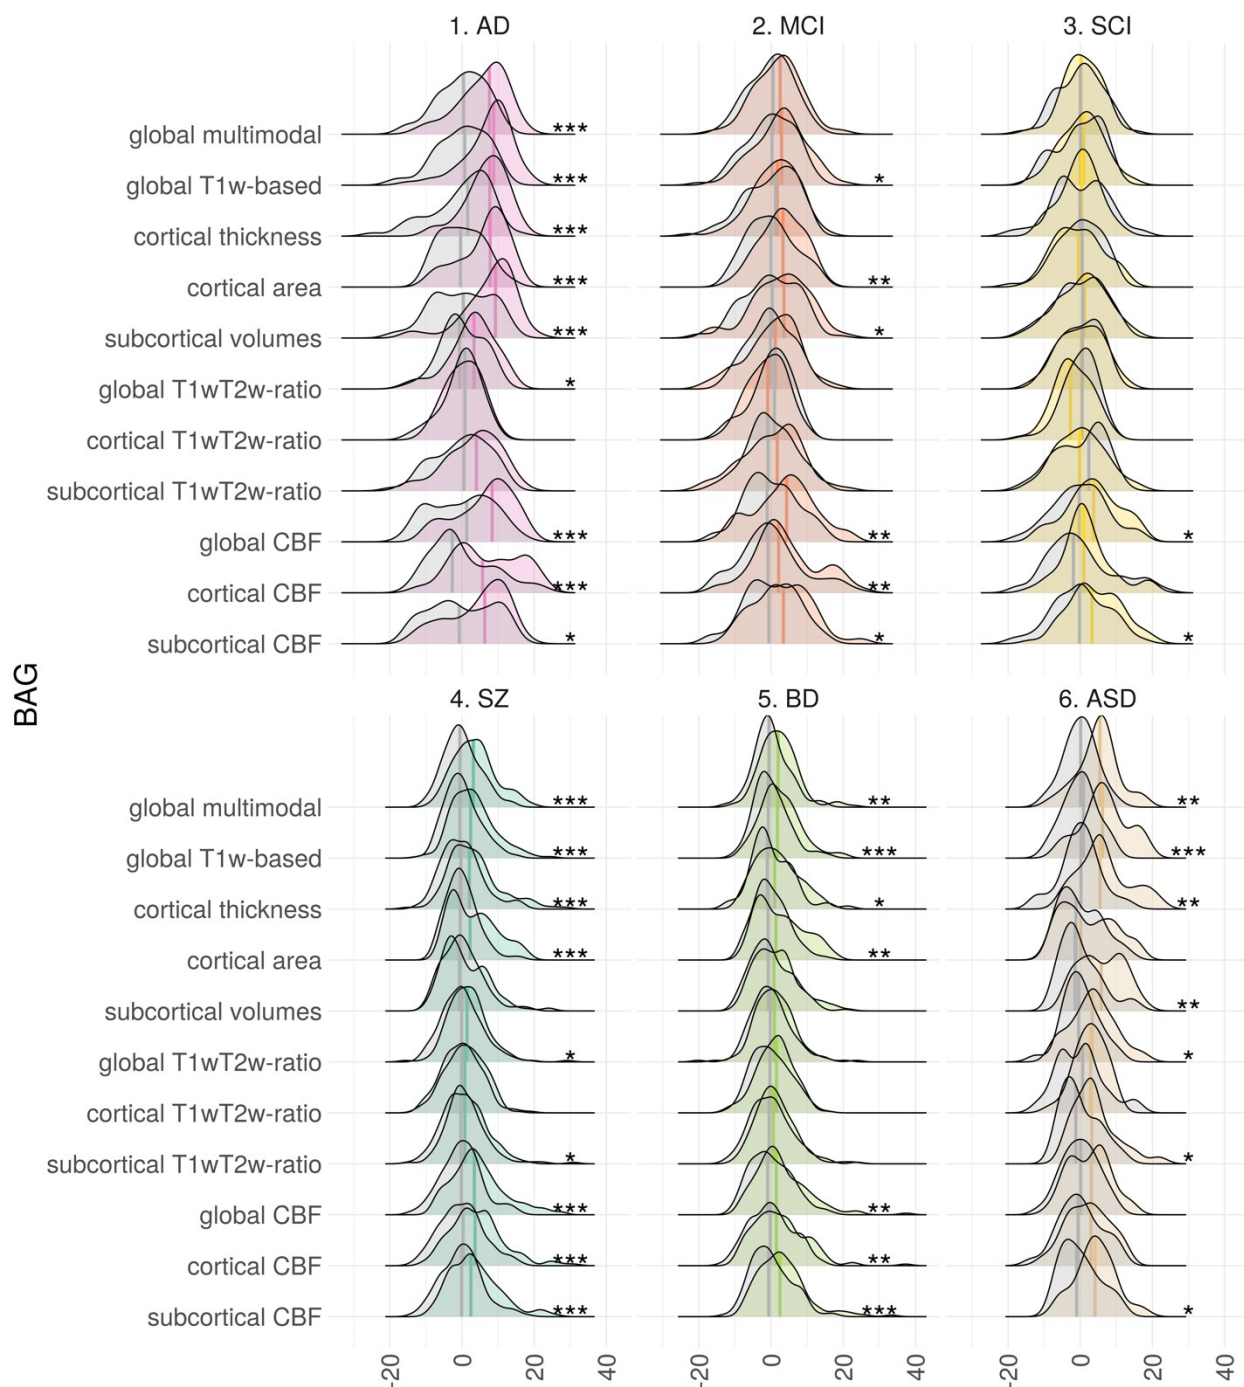 1. AD 2. MCI 3. SCI
global multimodal ***
global T1w-based *** *
cortical thickness ***
cortical area *** **
subcortical volumes *** *
global T1wT2w-ratio *
cortical T1wT2w-ratio
subcortical T1wT2w-ratio
global CBF *** ** *
cortical CBF *** **
subcortical CBF * * *
BAG
4. SZ 5. BD 6. ASD
global multimodal *** ** **
global T1w-based *** *** ***
cortical thickness *** * **
cortical area *** **
subcortical volumes **
global T1wT2w-ratio * *
cortical T1wT2w-ratio
subcortical T1wT2w-ratio * *
global CBF *** **
cortical CBF *** **
subcortical CBF *** *** *
-20 0 20 40 -20 0 20 40 -20 0 20 40